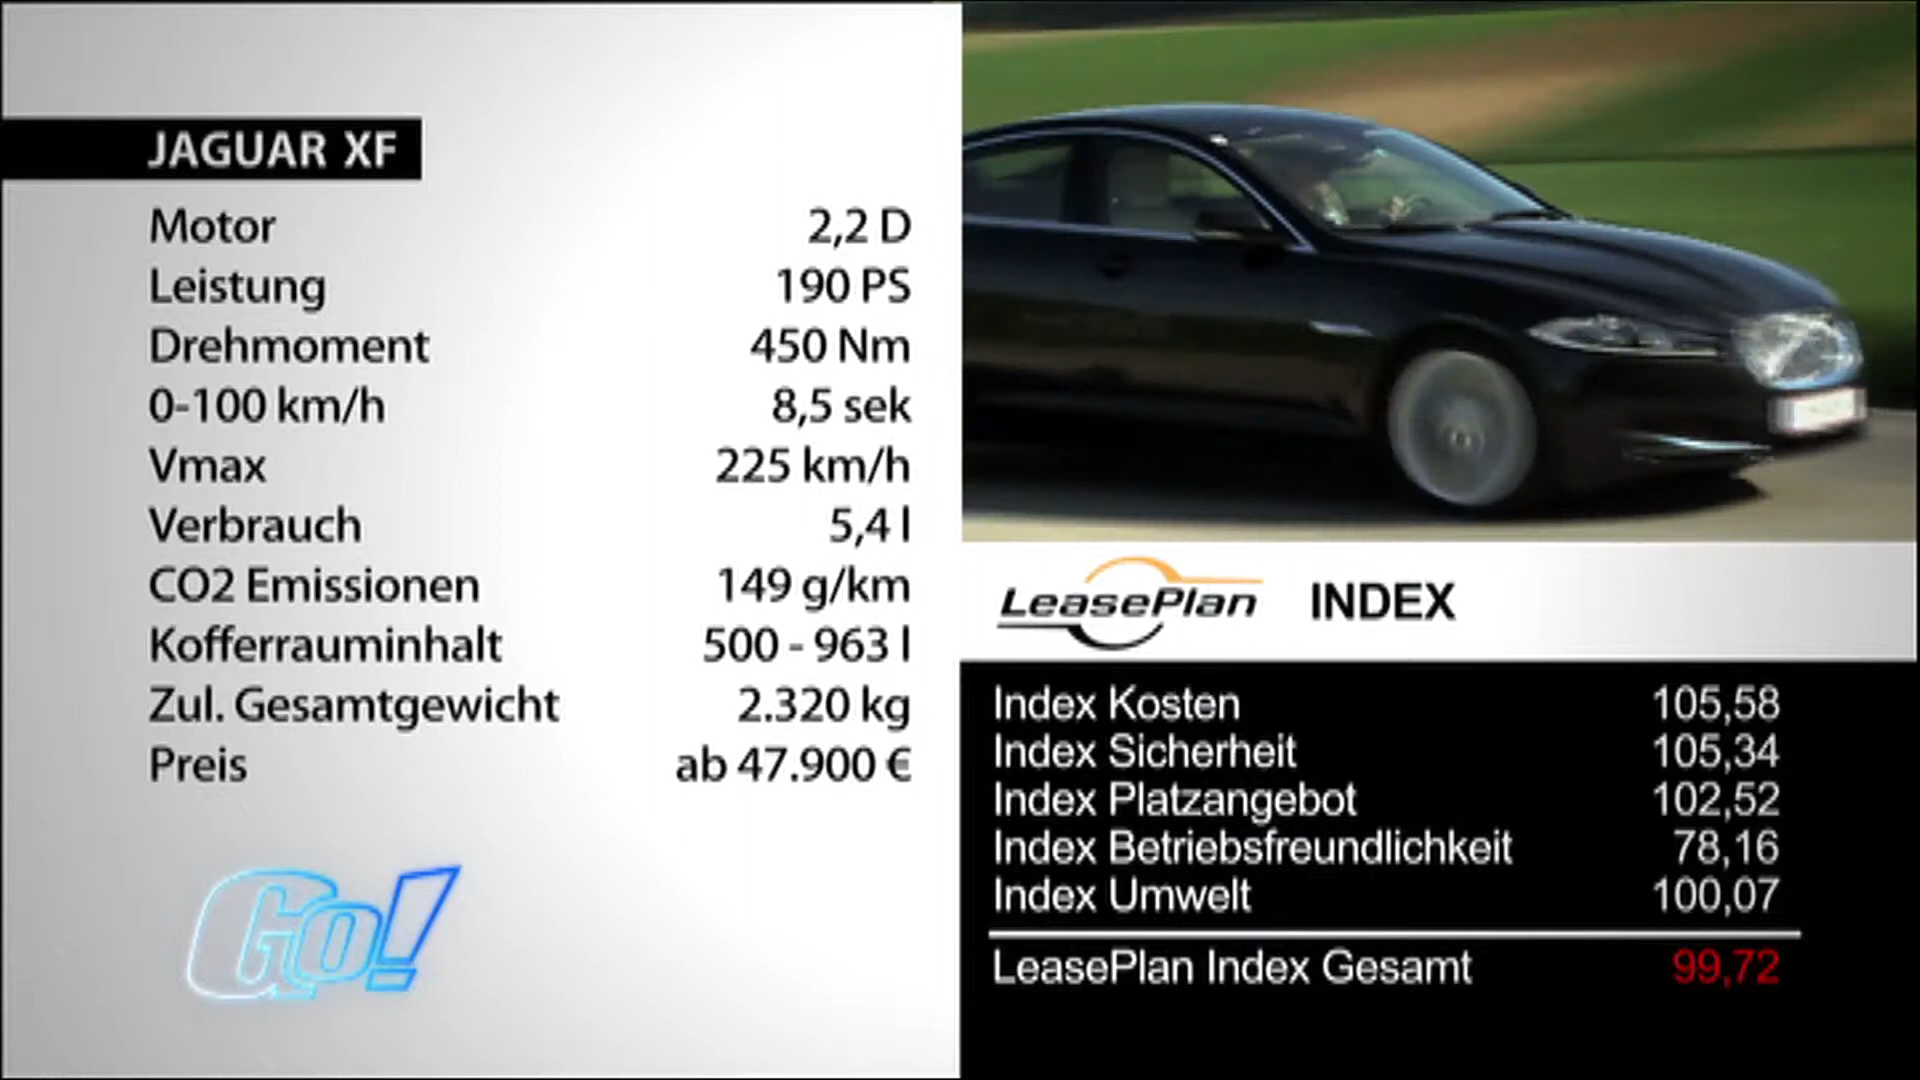 JAGUAR XF
Motor 2,2 D
Leistung 190 PS
Drehmoment 450 Nm
0-100 km/h 8,5 sek
Vmax 225 km/h
Verbrauch 5,4 l
CO2 Emissionen 149 g/km
Kofferrauminhalt 500 - 963 l
Zul. Gesamtgewicht 2.320 kg
Preis ab 47.900 €
Go!
LeasePlan INDEX
Index Kosten 105,58
Index Sicherheit 105,34
Index Platzangebot 102,52
Index Betriebsfreundlichkeit 78,16
Index Umwelt 100,07
LeasePlan Index Gesamt 99,72